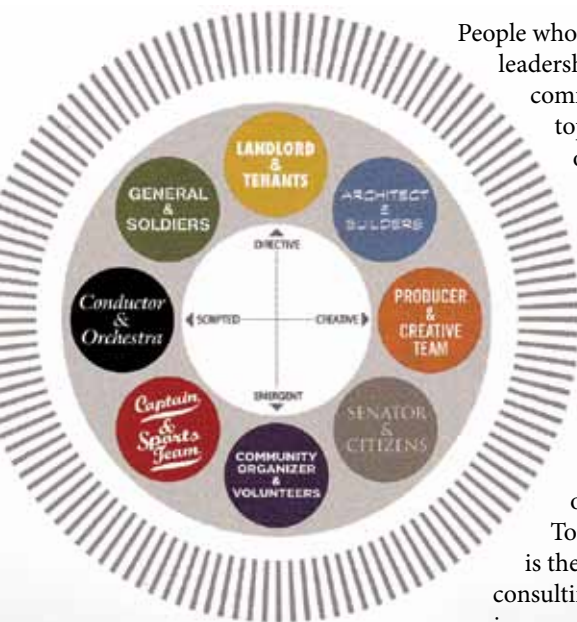 People who
leadersh
comm
top
LANDLORD
&
TENANTS
GENERAL
&
SOLDIERS
ARCHITECT
&
BUILDERS
DIRECTIVE
Conductor
&
Orchestra
SCRIPTED
CREATIVE
PRODUCER
&
CREATIVE
TEAM
EMERGENT
Captain
&
Sports
Team
SENATOR
&
CITIZENS
COMMUNITY
ORGANIZER
&
VOLUNTEERS
To
is the
consultin